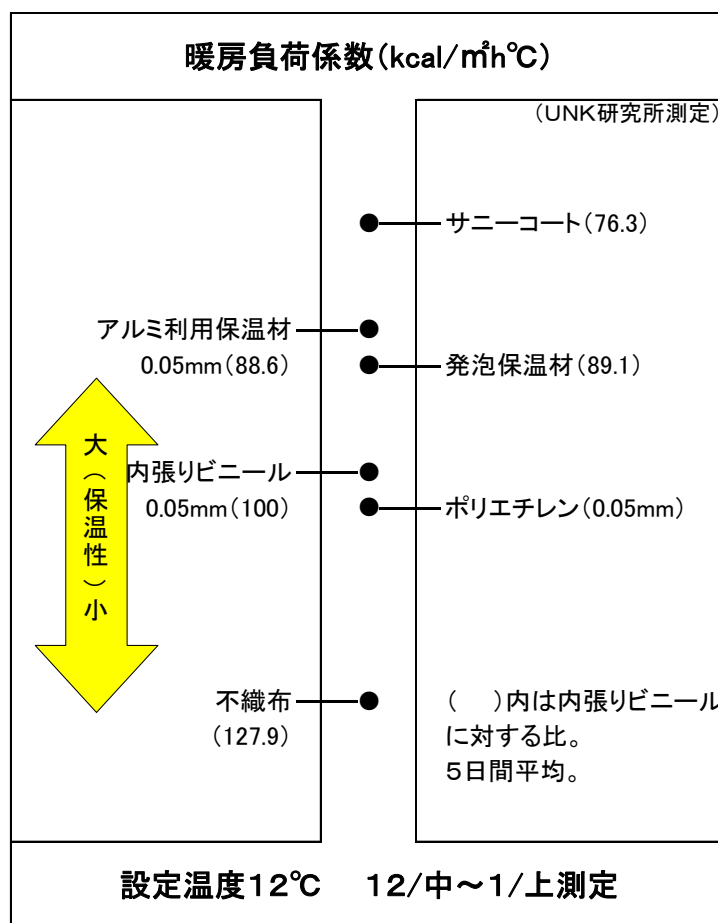 暖房負荷係数(kcal/㎡h℃)
(UNK研究所測定)
サニーコート(76.3)
アルミ利用保温材
0.05mm(88.6)
発泡保温材(89.1)
大(保温性)小
内張りビニール
0.05mm(100)
ポリエチレン(0.05mm)
不織布
(127.9)
(　)内は内張りビニール
に対する比。
5日間平均。
設定温度12℃　12/中～1/上測定